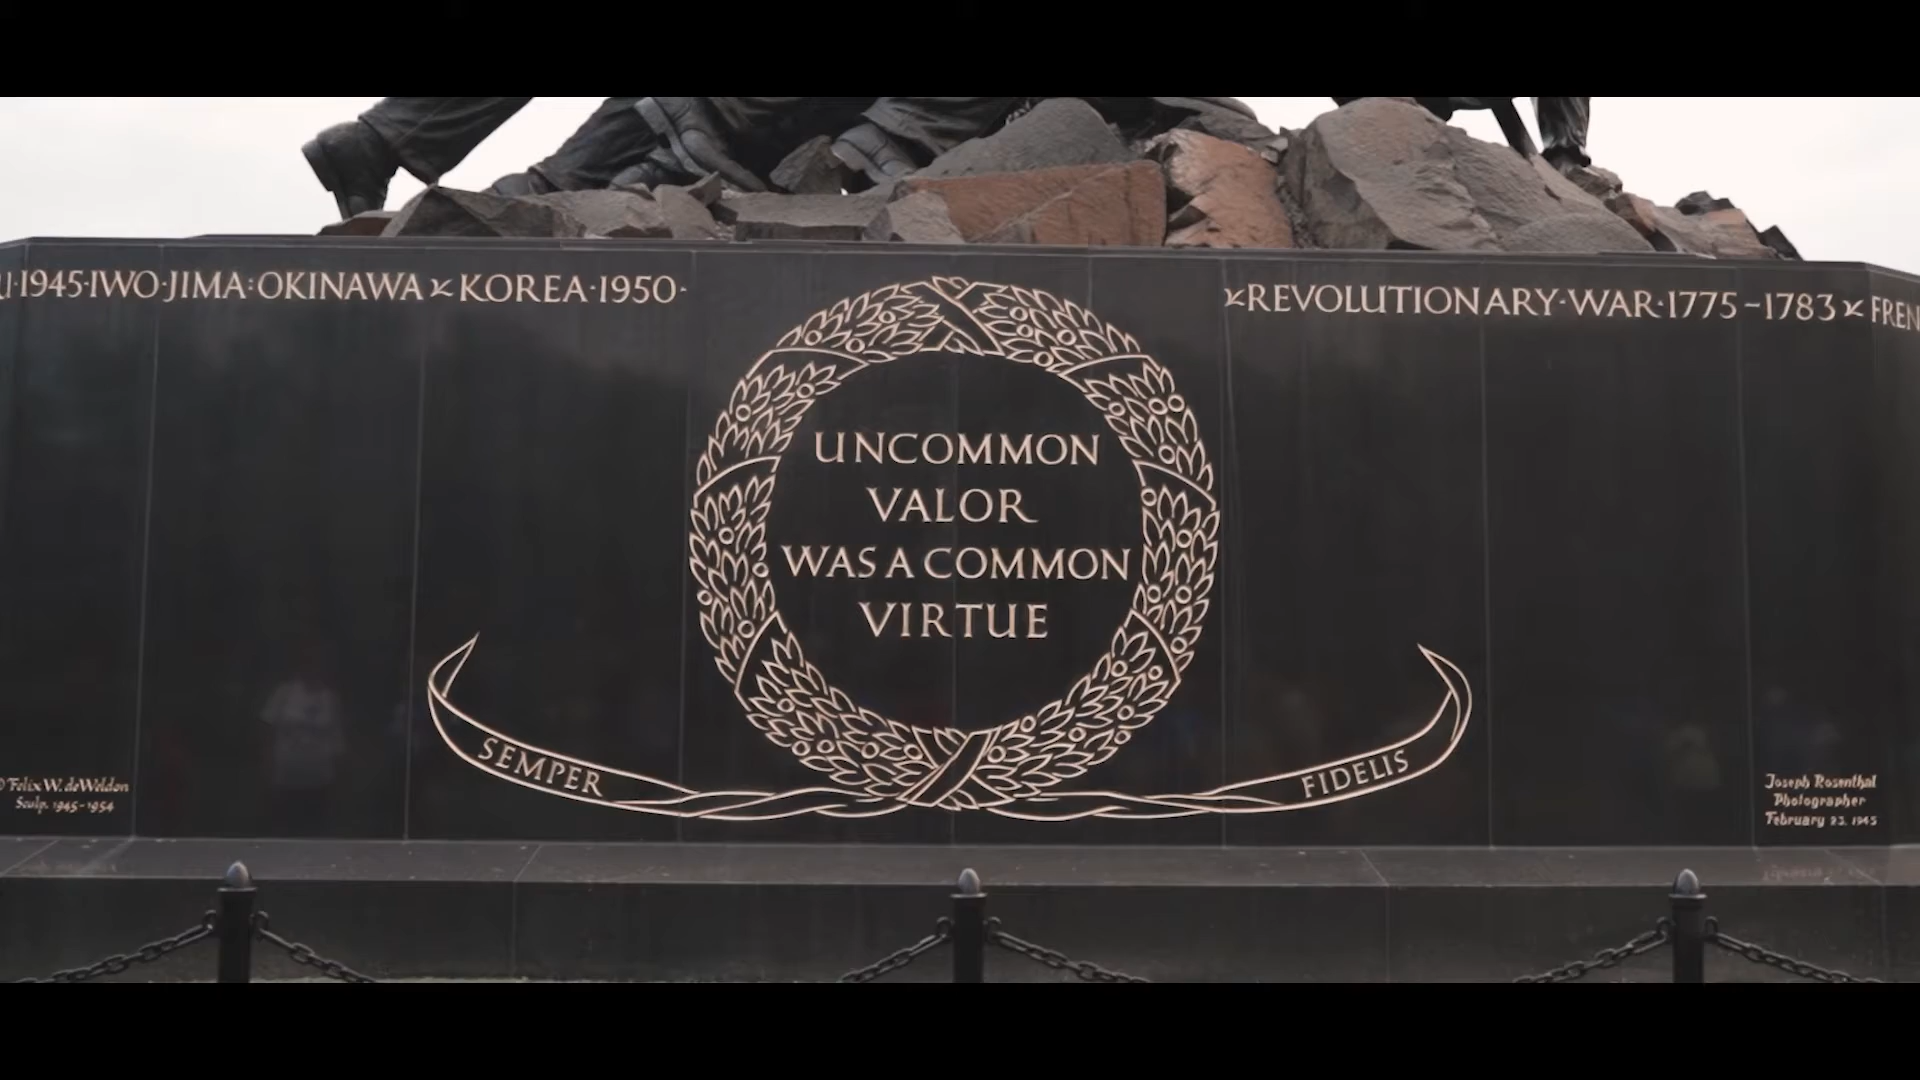 1945·IWO·JIMA:OKINAWA KOREA·1950·
REVOLUTIONARY·WAR·1775–1783
UNCOMMON
VALOR
WAS A COMMON
VIRTUE
SEMPER FIDELIS
© Felix W. de Weldon
Sculp. 1945-1954
Joseph Rosenthal
Photographer
February 23, 1945